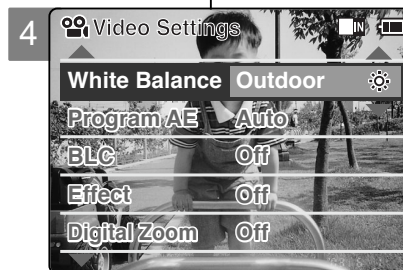 4
Video Settings
IN
White Balance Outdoor
Program AE Auto
BLC Off
Effect Off
Digital Zoom Off